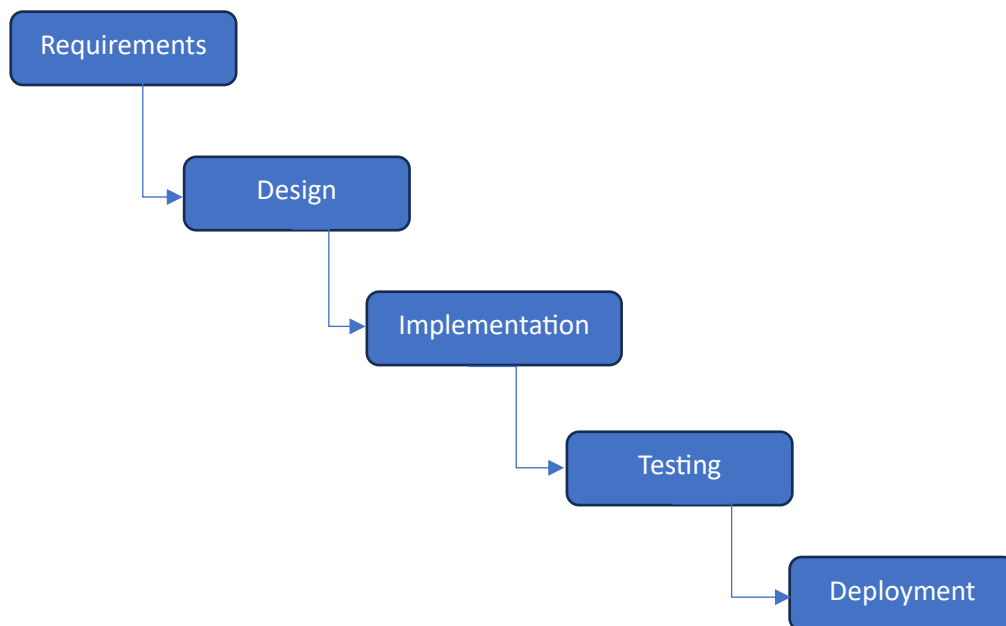 Requirements
Design
Implementation
Testing
Deployment